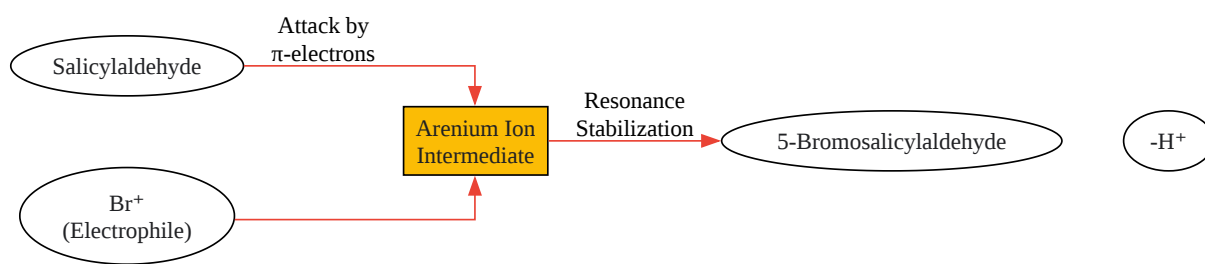 Attack by
π-electrons
Salicylaldehyde
Resonance
Stabilization
Arenium Ion
Intermediate
5-Bromosalicylaldehyde
-H⁺
Br⁺
(Electrophile)